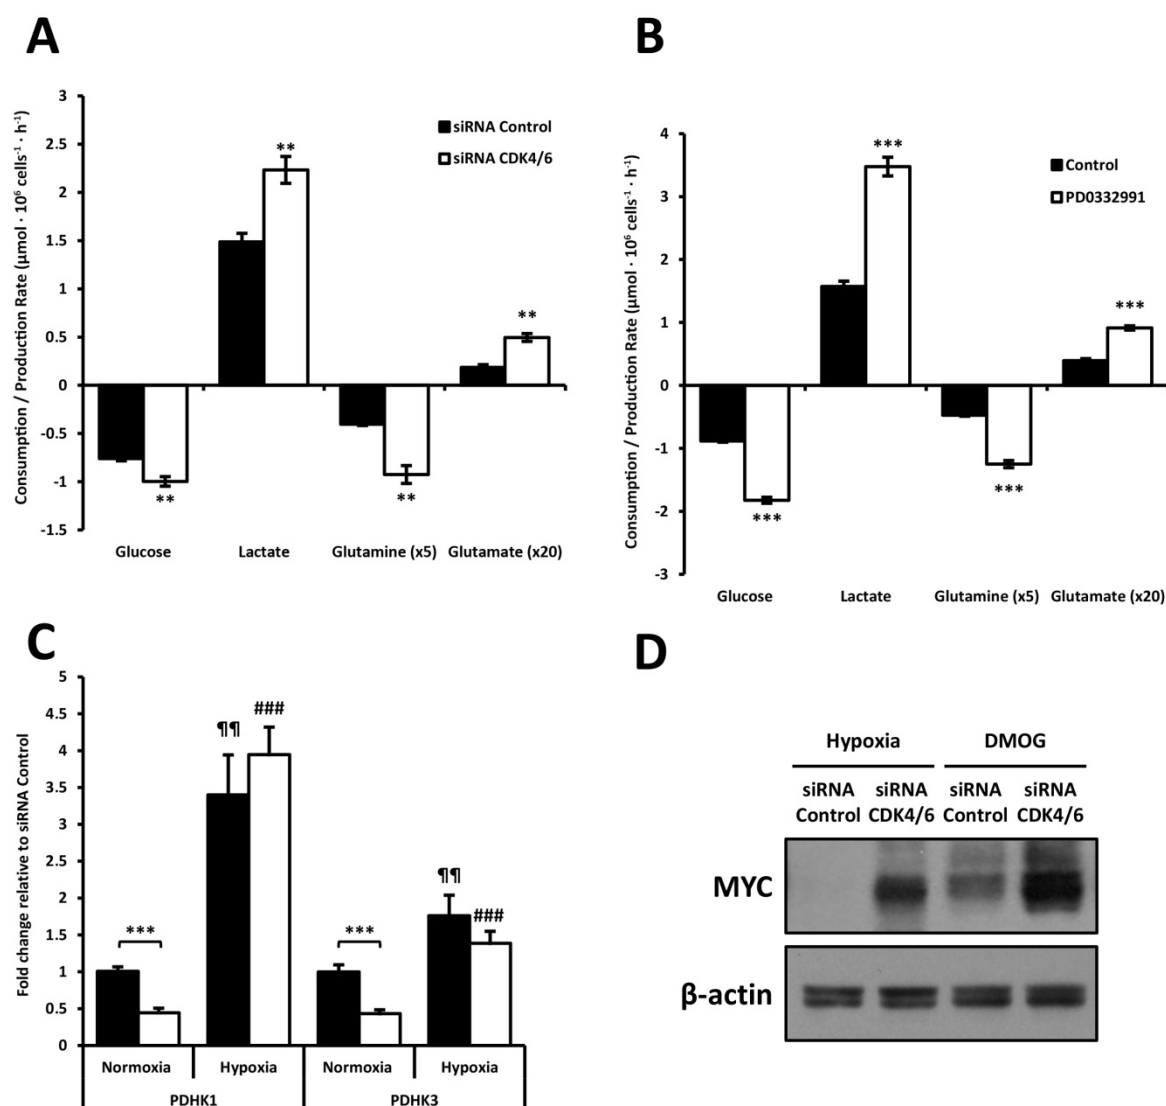 A
Consumption / Production Rate (µmol · 10⁶ cells⁻¹ · h⁻¹)
3
2.5
2
1.5
1
0.5
0
-0.5
-1
-1.5
siRNA Control
siRNA CDK4/6
**
**
**
**
Glucose Lactate Glutamine (x5) Glutamate (x20)
B
Consumption / Production Rate (µmol · 10⁶ cells⁻¹ · h⁻¹)
4
3
2
1
0
-1
-2
-3
Control
PD0332991
***
***
***
***
Glucose Lactate Glutamine (x5) Glutamate (x20)
C
Fold change relative to siRNA Control
5
4.5
4
3.5
3
2.5
2
1.5
1
0.5
0
***
¶¶
###
***
¶¶
###
Normoxia Hypoxia Normoxia Hypoxia
PDHK1 PDHK3
D
Hypoxia DMOG
siRNA siRNA siRNA siRNA
Control CDK4/6 Control CDK4/6
MYC
β-actin